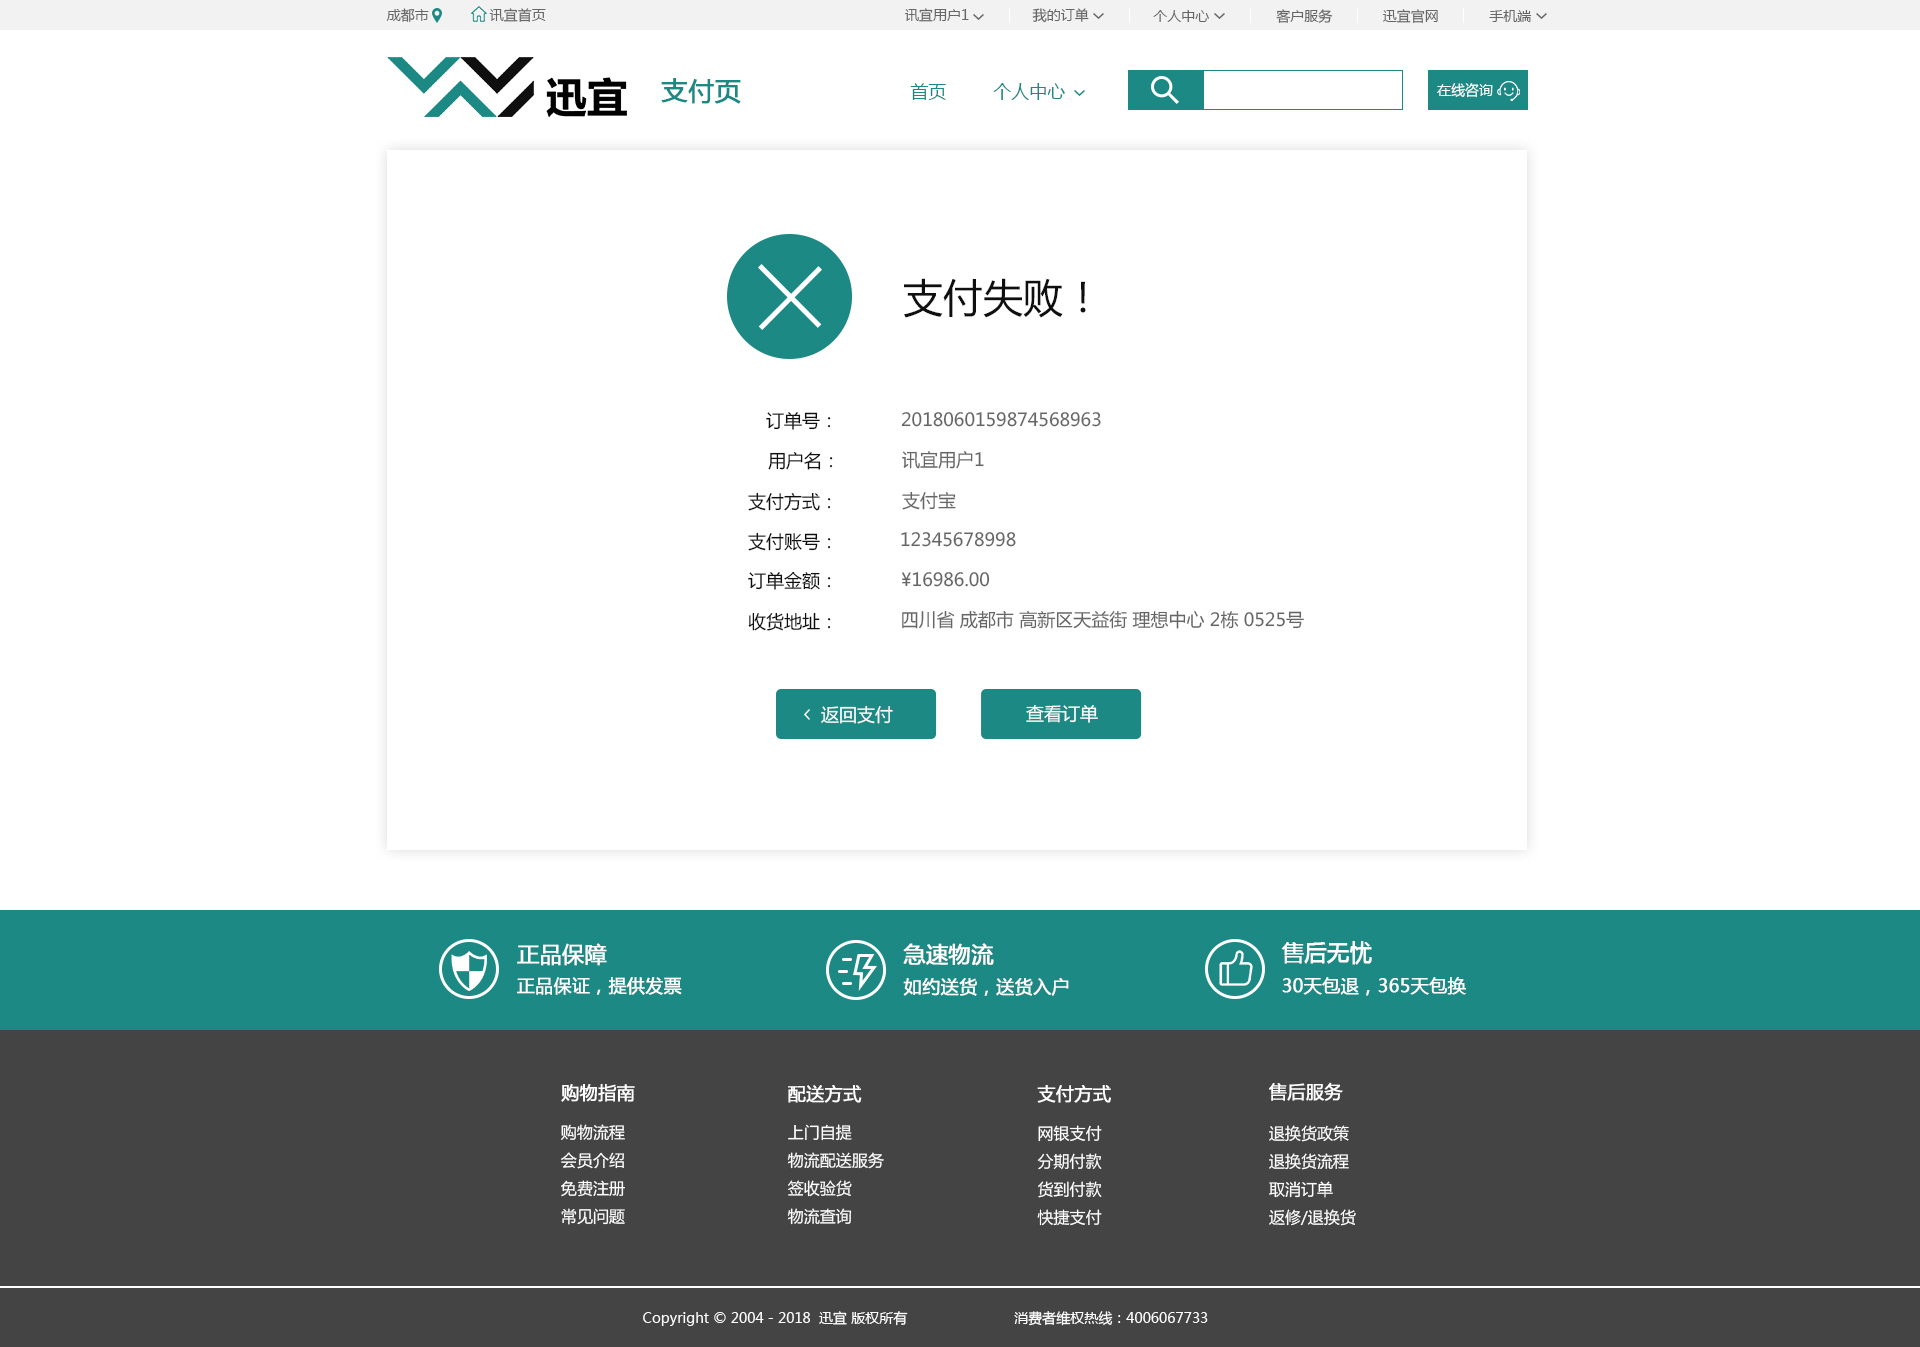 成都市 讯宜首页 讯宜用户1 我的订单 个人中心 客户服务 迅宜官网 手机端
迅宜 支付页 首页 个人中心 在线咨询
支付失败！
订单号： 2018060159874568963
用户名： 讯宜用户1
支付方式： 支付宝
支付账号： 12345678998
订单金额： ¥16986.00
收货地址： 四川省 成都市 高新区天益街 理想中心 2栋 0525号
返回支付 查看订单
正品保障 急速物流 售后无忧
正品保证，提供发票 如约送货，送货入户 30天包退，365天包换
购物指南 配送方式 支付方式 售后服务
购物流程 上门自提 网银支付 退换货政策
会员介绍 物流配送服务 分期付款 退换货流程
免费注册 签收验货 货到付款 取消订单
常见问题 物流查询 快捷支付 返修/退换货
Copyright © 2004 - 2018 迅宜 版权所有 消费者维权热线：4006067733